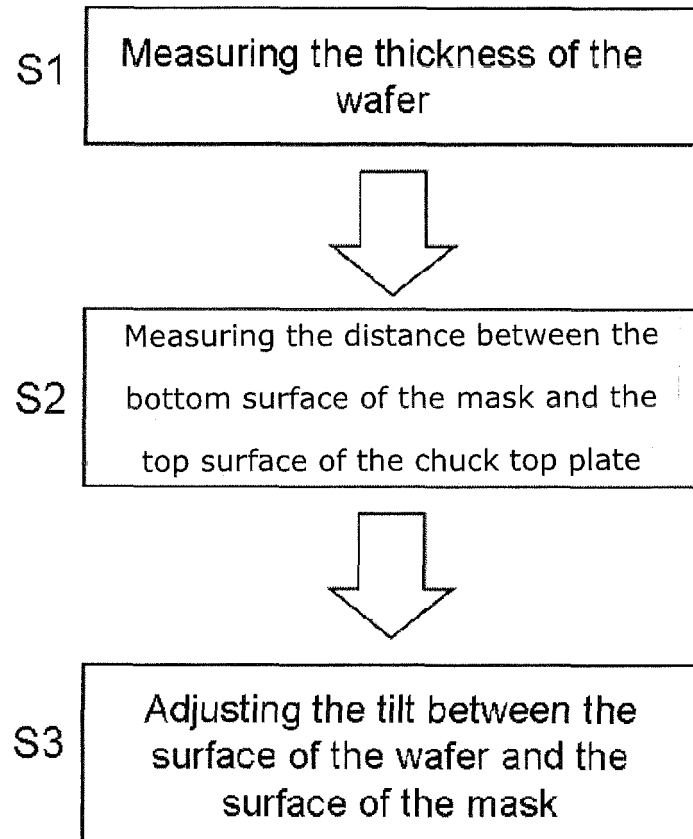 S1
Measuring the thickness of the
wafer
S2
Measuring the distance between the
bottom surface of the mask and the
top surface of the chuck top plate
S3
Adjusting the tilt between the
surface of the wafer and the
surface of the mask